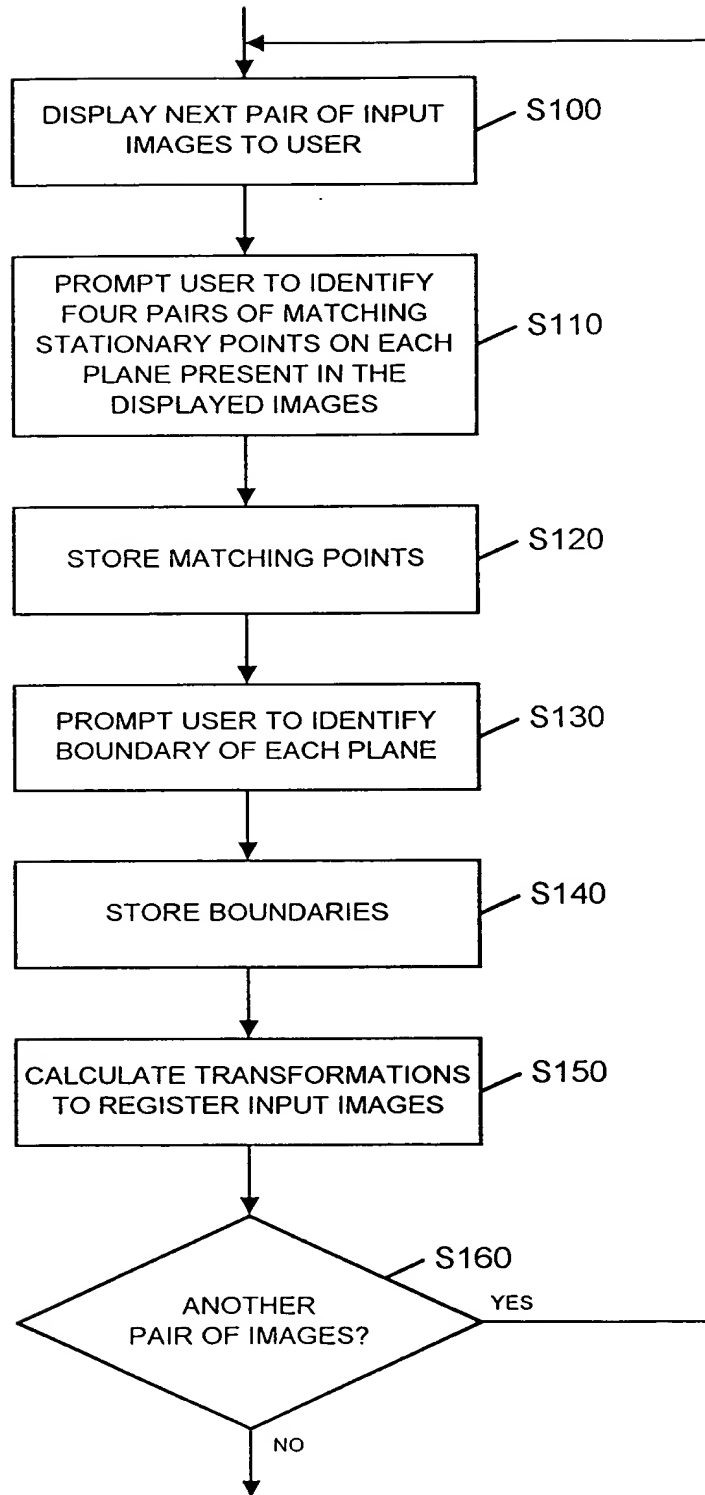 DISPLAY NEXT PAIR OF INPUT
IMAGES TO USER
S100
PROMPT USER TO IDENTIFY
FOUR PAIRS OF MATCHING
STATIONARY POINTS ON EACH
PLANE PRESENT IN THE
DISPLAYED IMAGES
S110
STORE MATCHING POINTS
S120
PROMPT USER TO IDENTIFY
BOUNDARY OF EACH PLANE
S130
STORE BOUNDARIES
S140
CALCULATE TRANSFORMATIONS
TO REGISTER INPUT IMAGES
S150
S160
ANOTHER
PAIR OF IMAGES?
YES
NO